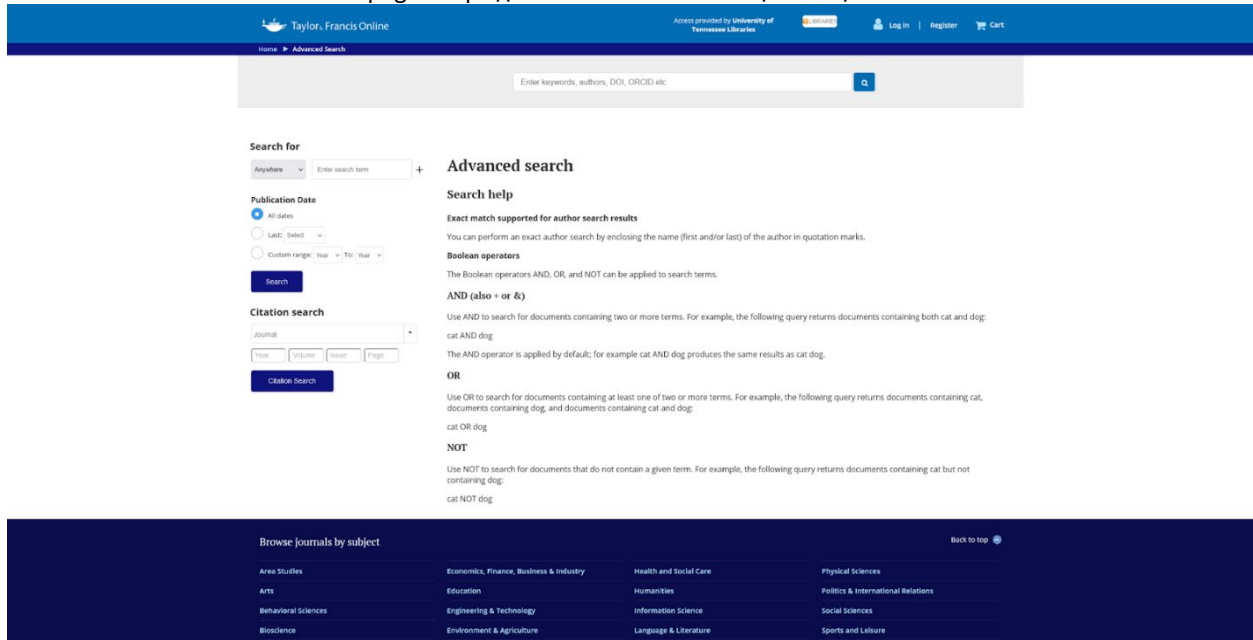 Taylor & Francis Online
Access provided by University of
Tennessee Libraries
LIBRARIES
Log in | Register
Cart
Home ▶ Advanced Search
Enter keywords, authors, DOI, ORCID etc
Search for
Anywhere
Enter search term
+
Publication Date
All dates
Last: Select
Custom range: Year To: Year
Search
Citation search
Journal
Year Volume Issue Page
Citation Search
Advanced search
Search help
Exact match supported for author search results
You can perform an exact author search by enclosing the name (first and/or last) of the author in quotation marks.
Boolean operators
The Boolean operators AND, OR, and NOT can be applied to search terms.
AND (also + or &)
Use AND to search for documents containing two or more terms. For example, the following query returns documents containing both cat and dog:
cat AND dog
The AND operator is applied by default; for example cat AND dog produces the same results as cat dog.
OR
Use OR to search for documents containing at least one of two or more terms. For example, the following query returns documents containing cat,
documents containing dog, and documents containing cat and dog:
cat OR dog
NOT
Use NOT to search for documents that do not contain a given term. For example, the following query returns documents containing cat but not
containing dog:
cat NOT dog
Browse journals by subject
Back to top
Area Studies
Economics, Finance, Business & Industry
Health and Social Care
Physical Sciences
Arts
Education
Humanities
Politics & International Relations
Behavioral Sciences
Engineering & Technology
Information Science
Social Sciences
Bioscience
Environment & Agriculture
Language & Literature
Sports and Leisure